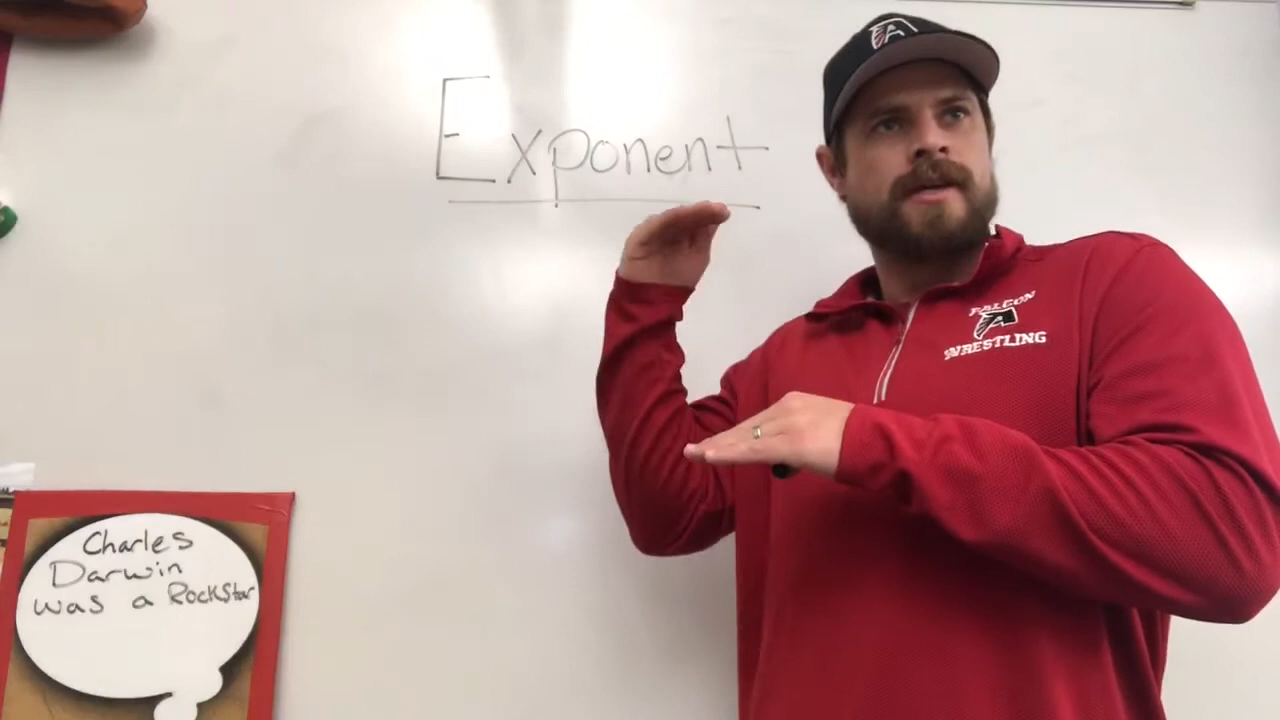 Exponent
FALCON
WRESTLING
Charles
Darwin
was a Rockstar